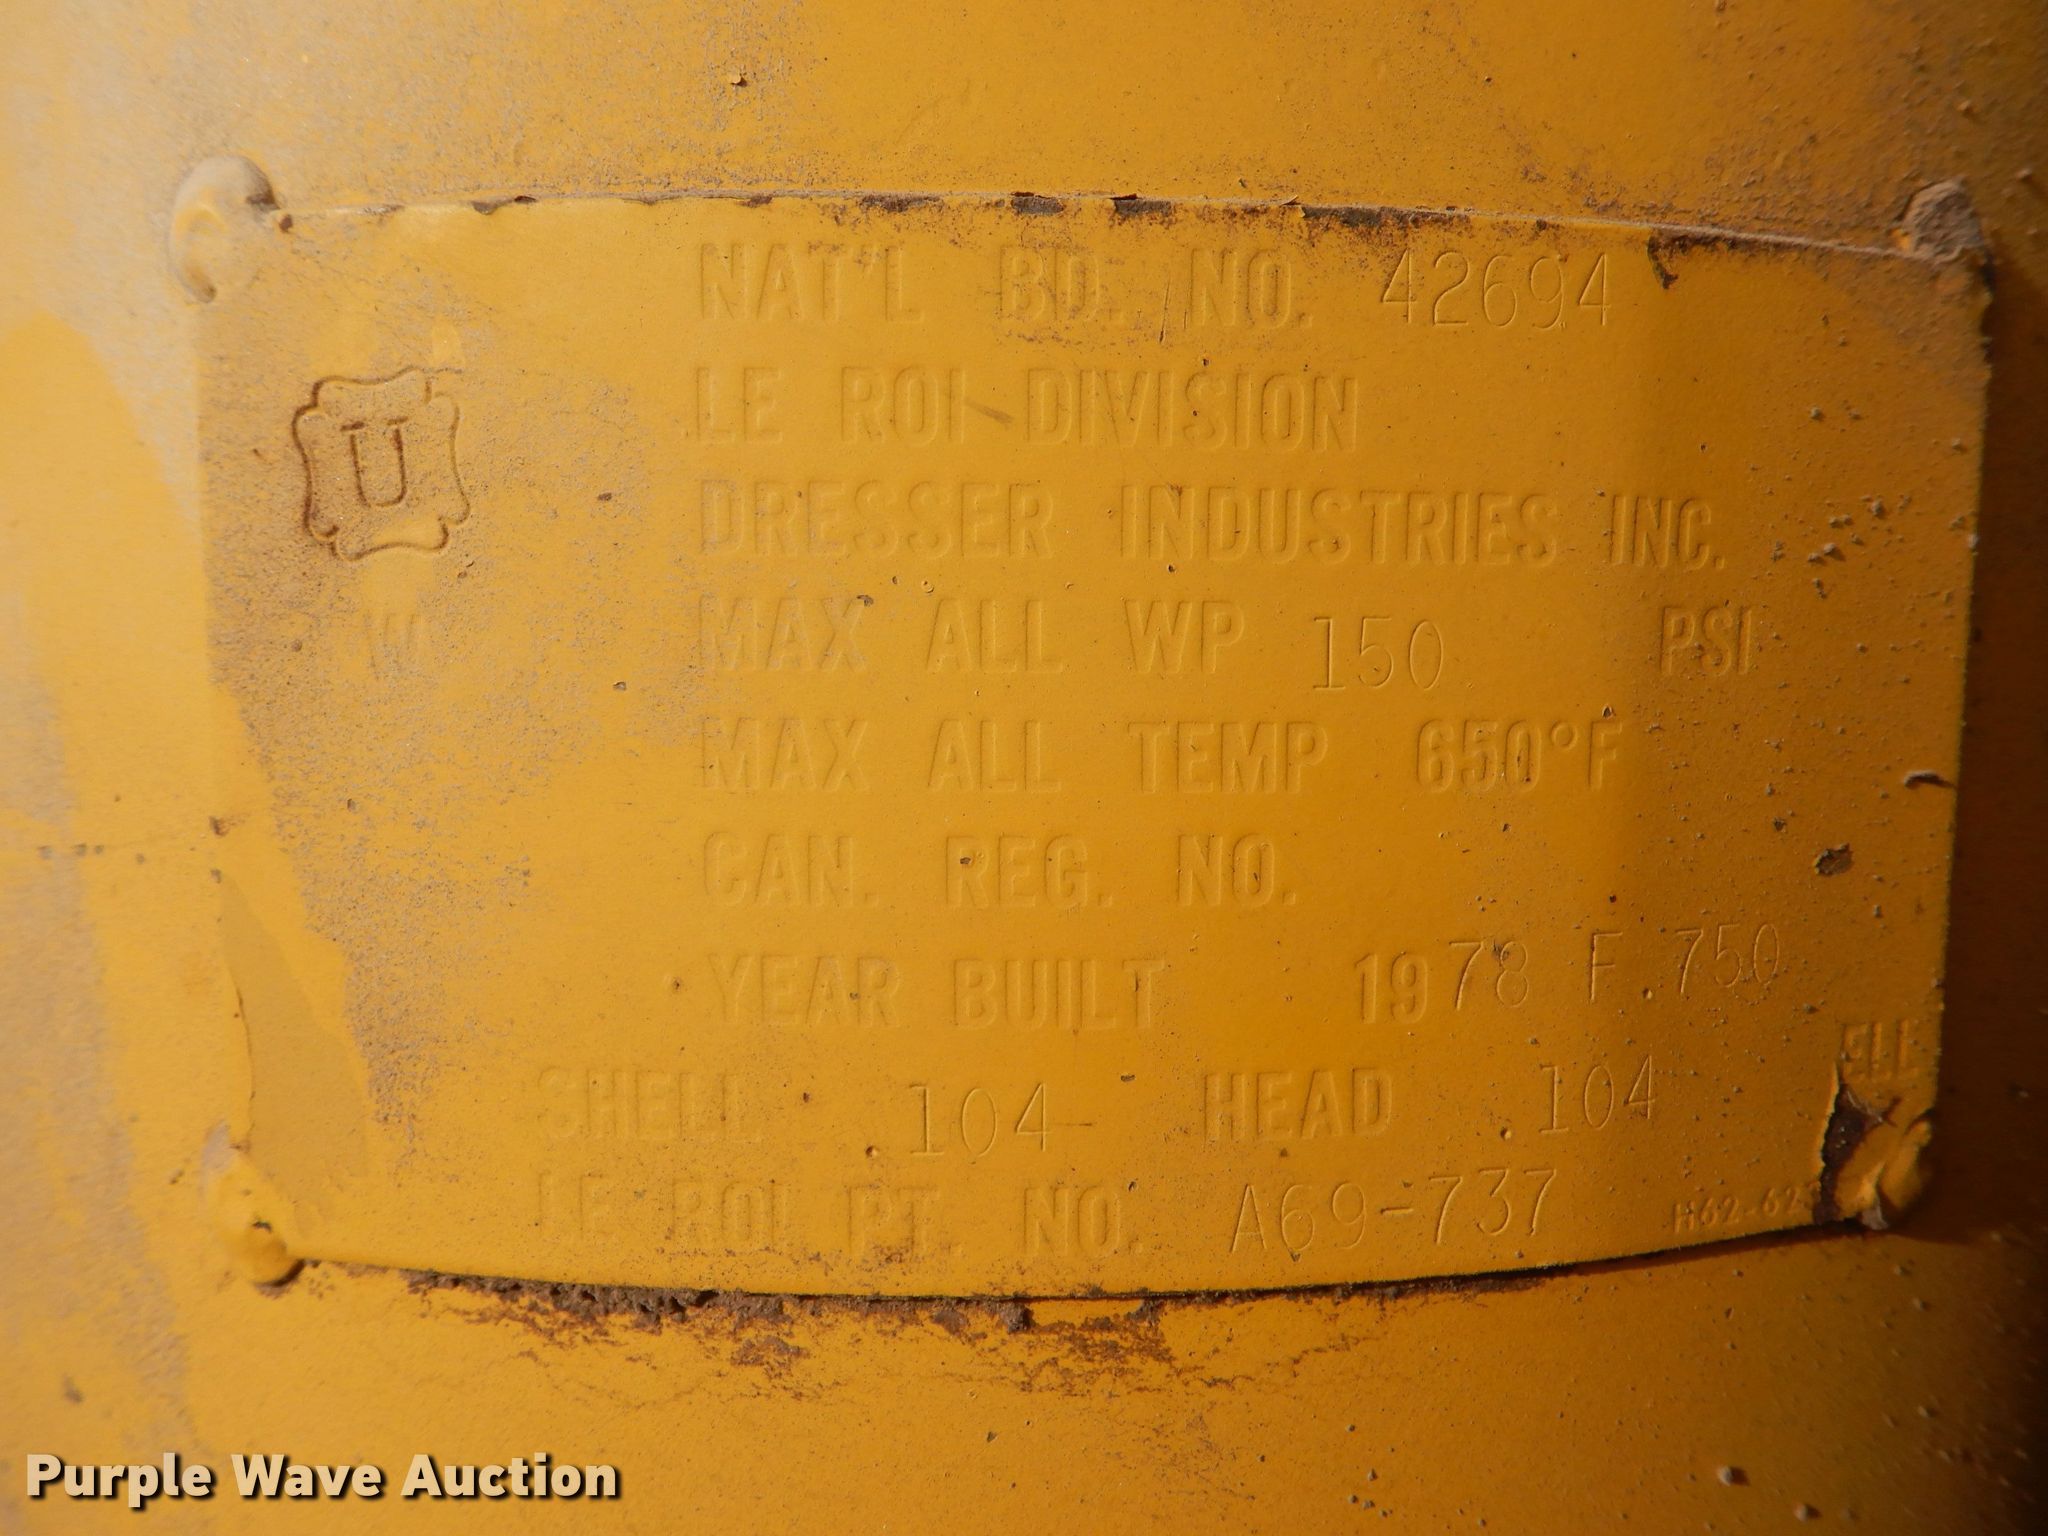 NAT'L BD. NO. 42694
U
LE ROI DIVISION
DRESSER INDUSTRIES INC.
W
MAX ALL WP 150 PSI
MAX ALL TEMP 650°F
CAN. REG. NO.
YEAR BUILT 1978 F.750
SHELL 104 HEAD 104
LE ROI PT. NO. A69-737
Purple Wave Auction